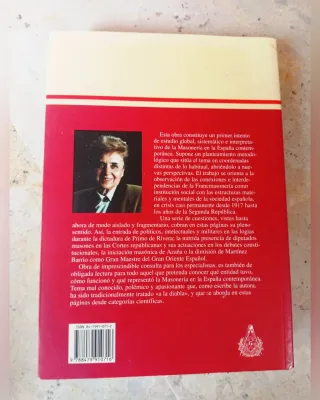 Esta obra constituye un primer intento
de estudio global, sistemático e interpreta-
tivo de la Masonería en la España contem-
poránea. Supone un planteamiento metodo-
lógico que sitúa el tema en coordenadas
distintas de lo habitual, abriéndolo a nue-
vas perspectivas. El trabajo se orienta a la
observación de las conexiones e interde-
pendencias de la Francmasonería como
institución social con las estructuras mate-
riales y mentales de la sociedad española,
en crisis casi permanente desde 1917 hasta
los años de la Segunda República.
Una serie de cuestiones, vistas hasta
ahora de modo aislado y fragmentario, cobran en estas páginas su pleno
sentido. Así, la entrada de políticos, intelectuales y militares en las logias
durante la dictadura de Primo de Rivera; la nutrida presencia de diputados
masones en las Cortes republicanas y sus actuaciones en los debates consti-
tucionales, la iniciación masónica de Azaña o la dimisión de Martínez
Barrio como Gran Maestre del Gran Oriente Español.
Obra de imprescindible consulta para los especialistas, es también de
obligada lectura para todo aquel que pretenda conocer qué entidad tuvo,
cómo funcionó y qué representó la Masonería en la España contemporánea.
Tema mal conocido, polémico y apasionante que, como escribe la autora,
ha sido tradicionalmente tratado «a la diabla», y que se aborda en estas
páginas desde categorías científicas.